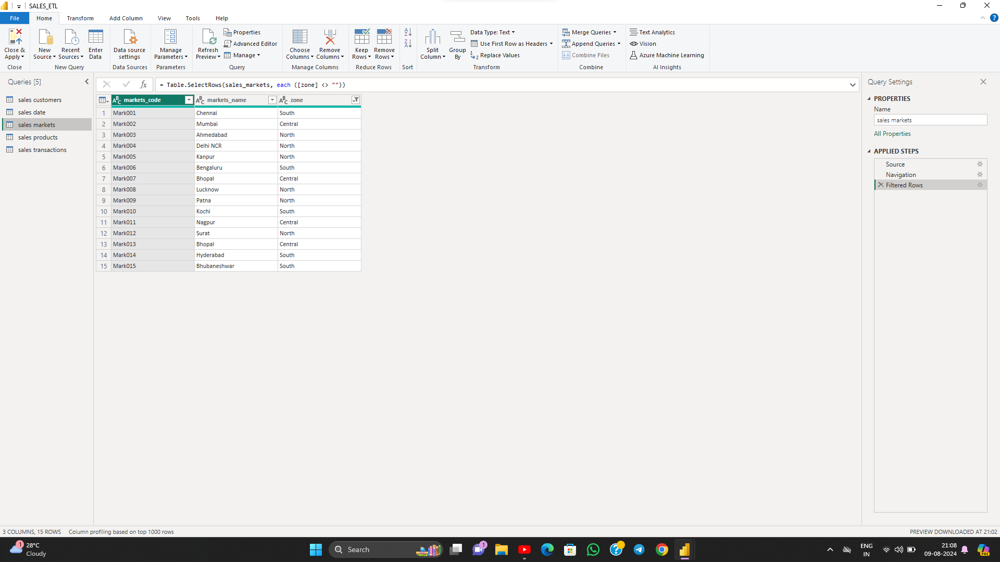 SALES_ETL
File Home Transform Add Column View Tools Help
Close & Apply
New Source
Recent Sources
Enter Data
Data source settings
Manage Parameters
Refresh Preview
Properties
Advanced Editor
Manage
Choose Columns
Remove Columns
Keep Rows
Remove Rows
Split Column
Group By
Data Type: Text
Use First Row as Headers
Replace Values
Merge Queries
Append Queries
Combine Files
Text Analytics
Vision
Azure Machine Learning
Close New Query Data Sources Parameters Query Manage Columns Reduce Rows Sort Transform Combine AI Insights
Queries [5]
sales customers
sales date
sales markets
sales products
sales transactions
fx = Table.SelectRows(sales_markets, each ([zone] <> ""))
ABC markets_code ABC markets_name ABC zone
1 Mark001 Chennai South
2 Mark002 Mumbai Central
3 Mark003 Ahmedabad North
4 Mark004 Delhi NCR North
5 Mark005 Kanpur North
6 Mark006 Bengaluru South
7 Mark007 Bhopal Central
8 Mark008 Lucknow North
9 Mark009 Patna North
10 Mark010 Kochi South
11 Mark011 Nagpur Central
12 Mark012 Surat North
13 Mark013 Bhopal Central
14 Mark014 Hyderabad South
15 Mark015 Bhubaneshwar South
Query Settings
PROPERTIES
Name
sales markets
All Properties
APPLIED STEPS
Source
Navigation
Filtered Rows
3 COLUMNS, 15 ROWS Column profiling based on top 1000 rows PREVIEW DOWNLOADED AT 21:02
1
28°C
Cloudy
Search
1
ENG
IN
21:08
09-08-2024
PRE